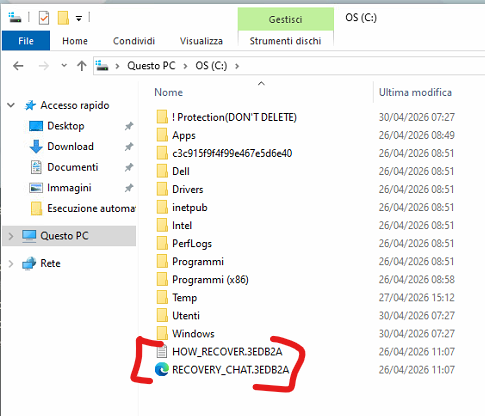 Gestisci
OS (C:)
File
Home
Condividi
Visualizza
Strumenti dischi
Questo PC
OS (C:)
Nome
Ultima modifica
Accesso rapido
Desktop
Download
Documenti
Immagini
Esecuzione automat
Questo PC
Rete
! Protection(DON'T DELETE) 30/04/2026 07:27
Apps 26/04/2026 08:49
c3c915f9f4f99e467e5d6e40 26/04/2026 08:51
Dell 26/04/2026 08:51
Drivers 26/04/2026 08:51
inetpub 26/04/2026 08:51
Intel 26/04/2026 08:51
PerfLogs 26/04/2026 08:51
Programmi 26/04/2026 08:51
Programmi (x86) 26/04/2026 08:58
Temp 27/04/2026 15:12
Utenti 30/04/2026 07:27
Windows 30/04/2026 07:27
HOW_RECOVER.3EDB2A 26/04/2026 11:07
RECOVERY_CHAT.3EDB2A 26/04/2026 11:07